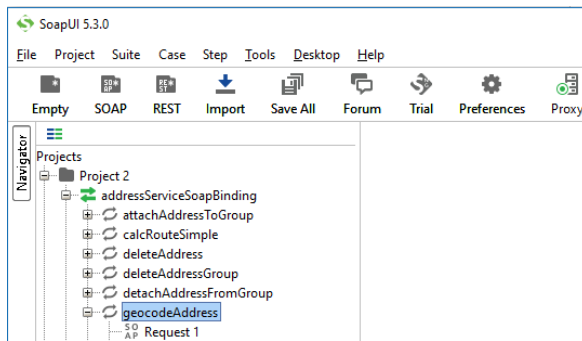 SoapUI 5.3.0
File Project Suite Case Step Tools Desktop Help
Empty SOAP REST Import Save All Forum Trial Preferences Proxy
Navigator
Projects
Project 2
addressServiceSoapBinding
attachAddressToGroup
calcRouteSimple
deleteAddress
deleteAddressGroup
detachAddressFromGroup
geocodeAddress
SOAP Request 1